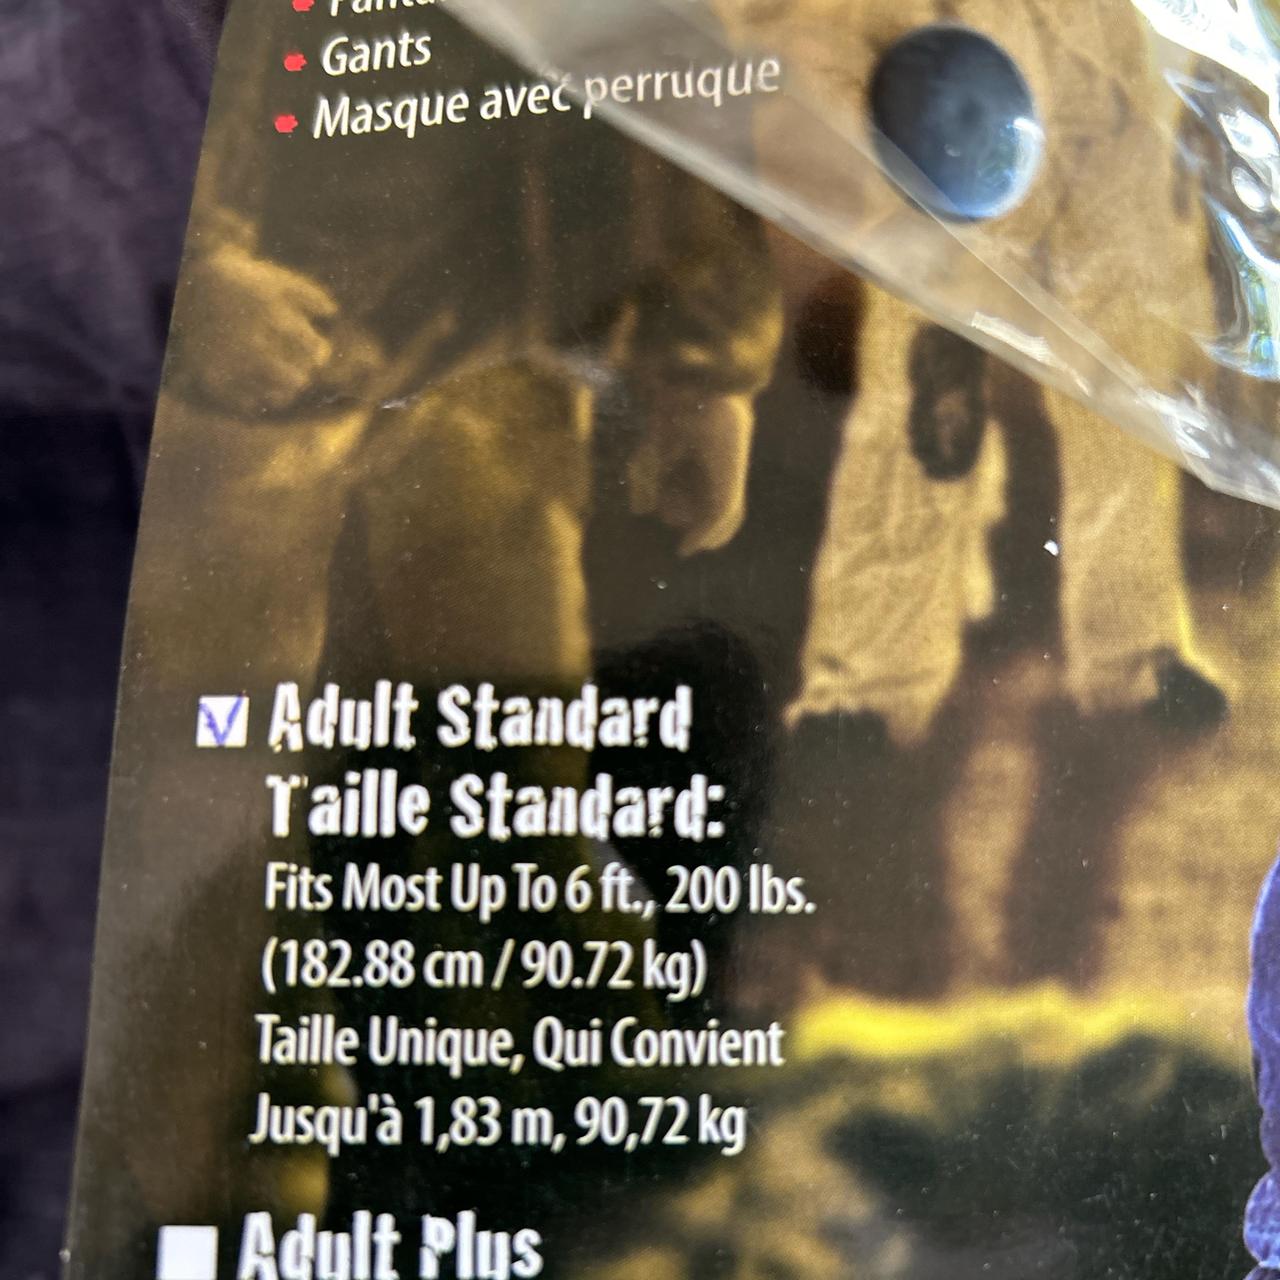 Gants
Masque avec perruque
Adult Standard
Taille Standard:
Fits Most Up To 6 ft., 200 lbs.
(182.88 cm / 90.72 kg)
Taille Unique, Qui Convient
Jusqu'à 1,83 m, 90,72 kg
Adult Plus